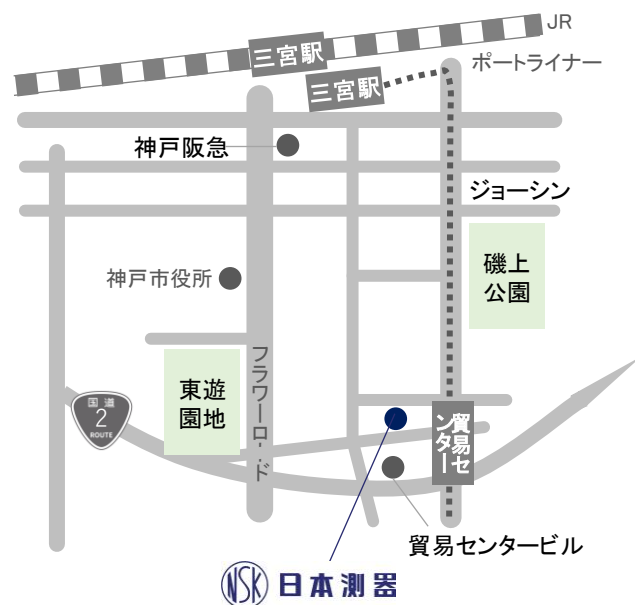 JR
三宮駅
ポートライナー
三宮駅
神戸阪急
ジョーシン
磯上
公園
神戸市役所
フラワーロード
東遊
園地
国道
2
ROUTE
貿易セ
ンター
貿易センタービル
NSK 日本測器